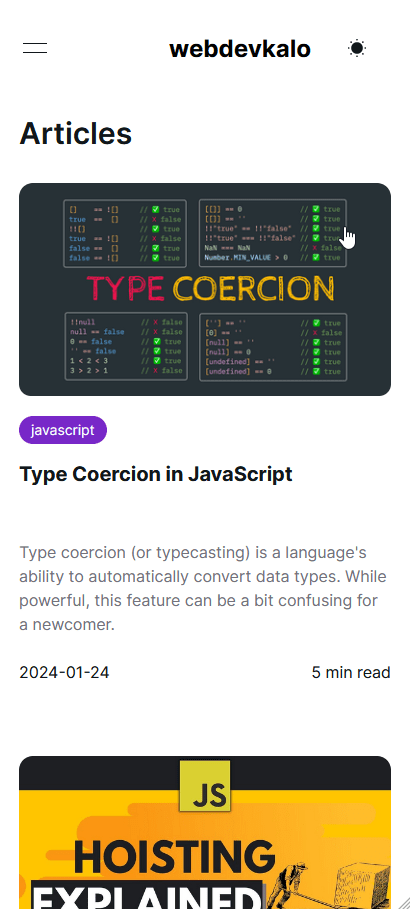 webdevkalo
Articles
[] == ![] // ✅ true
true == [] // x false
!![] // ✅ true
true == ![] // x false
false == [] // ✅ true
false == ![] // ✅ true
[[]] == 0 // ✅ true
[[]] == '' // ✅ true
!!"true" == !!"false" // ✅ true
!!"true" === !!"false" // ✅ true
NaN === NaN // x false
Number.MIN_VALUE > 0 // ✅ true
TYPE COERCION
!!null // x false
null == false // x false
0 == false // ✅ true
'' == false // ✅ true
1 < 2 < 3 // ✅ true
3 > 2 > 1 // x false
[''] == '' // ✅ true
[0] == '' // x false
[null] == '' // ✅ true
[null] == 0 // ✅ true
[undefined] == '' // ✅ true
[undefined] == 0 // ✅ true
javascript
Type Coercion in JavaScript
Type coercion (or typecasting) is a language's
ability to automatically convert data types. While
powerful, this feature can be a bit confusing for
a newcomer.
2024-01-24 5 min read
JS
HOISTING
EXPLAINED